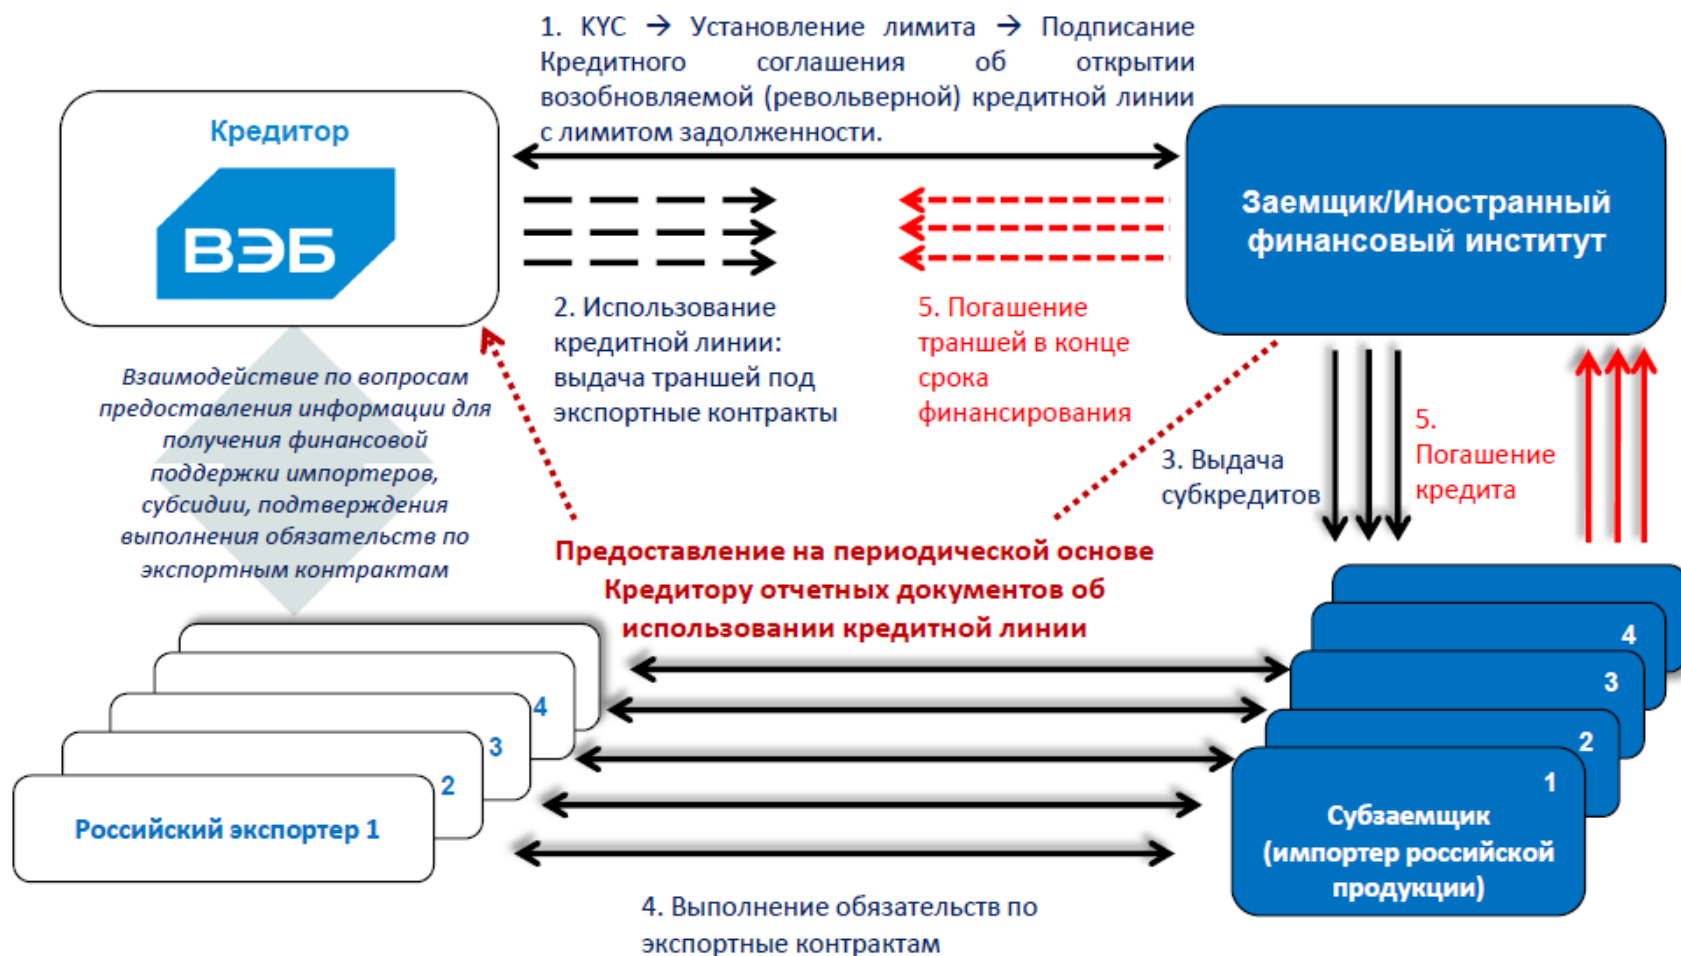 1. KYC → Установление лимита → Подписание
Кредитного соглашения об открытии
возобновляемой (револьверной) кредитной линии
с лимитом задолженности.
Кредитор
ВЭБ
Заемщик/Иностранный
финансовый институт
2. Использование
кредитной линии:
выдача траншей под
экспортные контракты
5. Погашение
траншей в конце
срока
финансирования
Взаимодействие по вопросам
предоставления информации для
получения финансовой
поддержки импортеров,
субсидии, подтверждения
выполнения обязательств по
экспортным контрактам
3. Выдача
субкредитов
5.
Погашение
кредита
Предоставление на периодической основе
Кредитору отчетных документов об
использовании кредитной линии
4
3
2
Российский экспортер 1
4
3
2
1
Субзаемщик
(импортер российской
продукции)
4. Выполнение обязательств по
экспортные контрактам